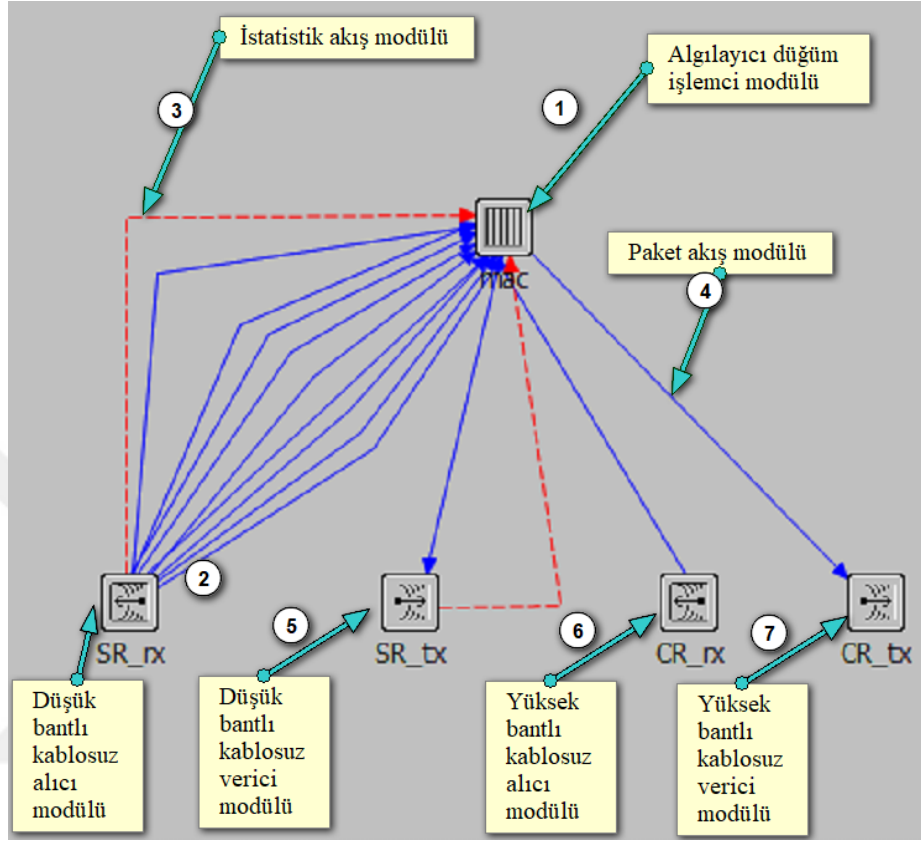 İstatistik akış modülü
Algılayıcı düğüm
işlemci modülü
3
1
Paket akış modülü
4
mac
2
5
6
7
SR_rx
SR_tx
CR_rx
CR_tx
Düşük
bantlı
kablosuz
alıcı
modülü
Düşük
bantlı
kablosuz
verici
modülü
Yüksek
bantlı
kablosuz
alıcı
modülü
Yüksek
bantlı
kablosuz
verici
modülü